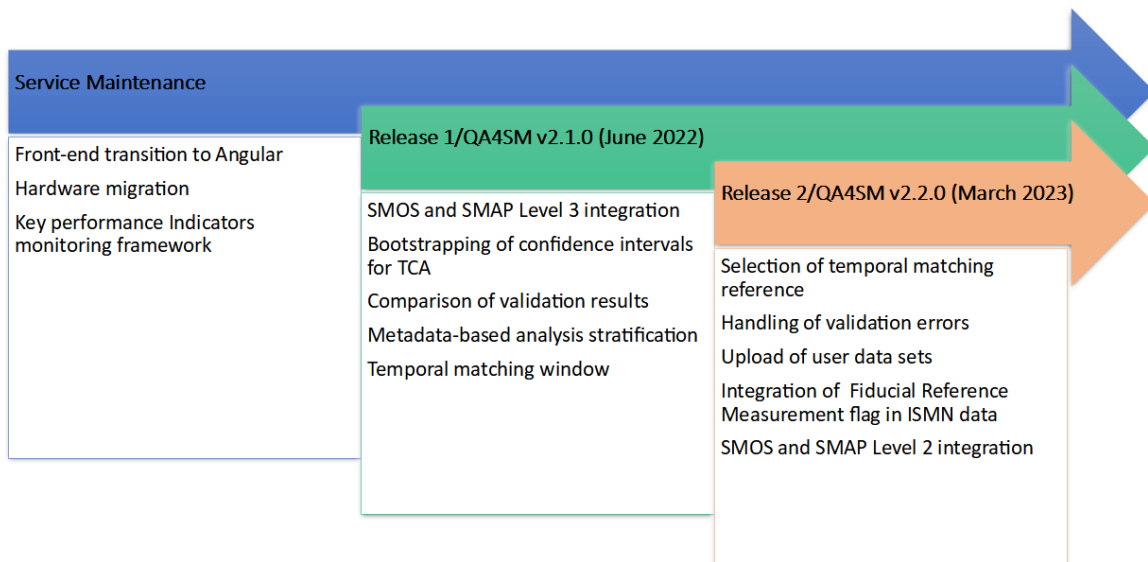 Service Maintenance
Front-end transition to Angular
Hardware migration
Key performance Indicators
monitoring framework
Release 1/QA4SM v2.1.0 (June 2022)
SMOS and SMAP Level 3 integration
Bootstrapping of confidence intervals
for TCA
Comparison of validation results
Metadata-based analysis stratification
Temporal matching window
Release 2/QA4SM v2.2.0 (March 2023)
Selection of temporal matching
reference
Handling of validation errors
Upload of user data sets
Integration of  Fiducial Reference
Measurement flag in ISMN data
SMOS and SMAP Level 2 integration